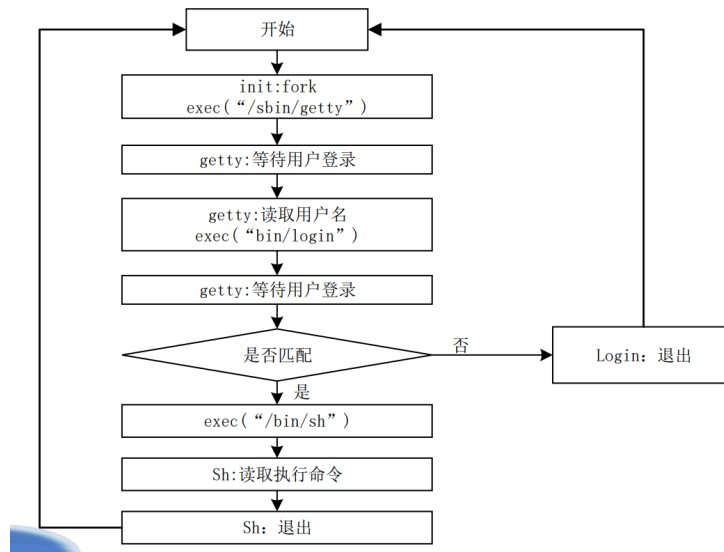 开始
init:fork
exec(“/sbin/getty”)
getty:等待用户登录
getty:读取用户名
exec(“bin/login”)
getty:等待用户登录
是否匹配
否
Login: 退出
是
exec(“/bin/sh”)
Sh:读取执行命令
Sh: 退出